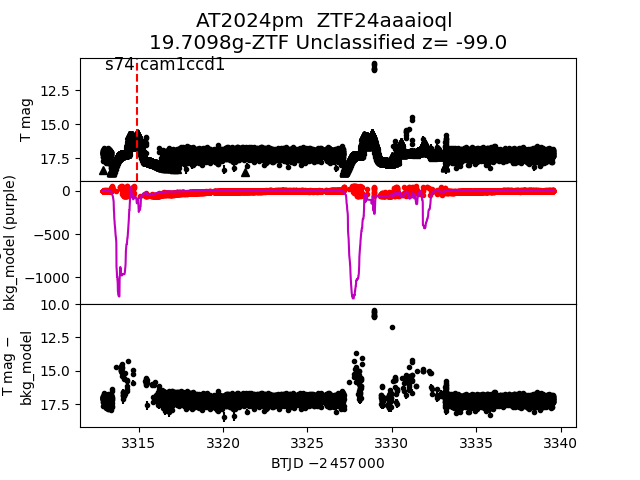 AT2024pm  ZTF24aaaioql
19.7098g-ZTF Unclassified z= -99.0
s74 cam1ccd1
T mag
12.5
15.0
17.5
bkg_model (purple)
0
−500
−1000
T mag −
bkg_model
10.0
12.5
15.0
17.5
3315
3320
3325
3330
3335
3340
BTJD −2 457 000